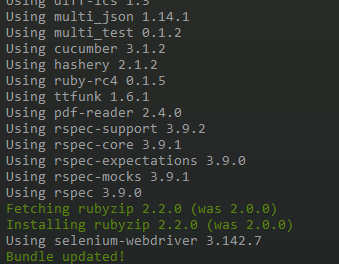 Using diff-lcs 1.3
Using multi_json 1.14.1
Using multi_test 0.1.2
Using cucumber 3.1.2
Using hashery 2.1.2
Using ruby-rc4 0.1.5
Using ttfunk 1.6.1
Using pdf-reader 2.4.0
Using rspec-support 3.9.2
Using rspec-core 3.9.1
Using rspec-expectations 3.9.0
Using rspec-mocks 3.9.1
Using rspec 3.9.0
Fetching rubyzip 2.2.0 (was 2.0.0)
Installing rubyzip 2.2.0 (was 2.0.0)
Using selenium-webdriver 3.142.7
Bundle updated!